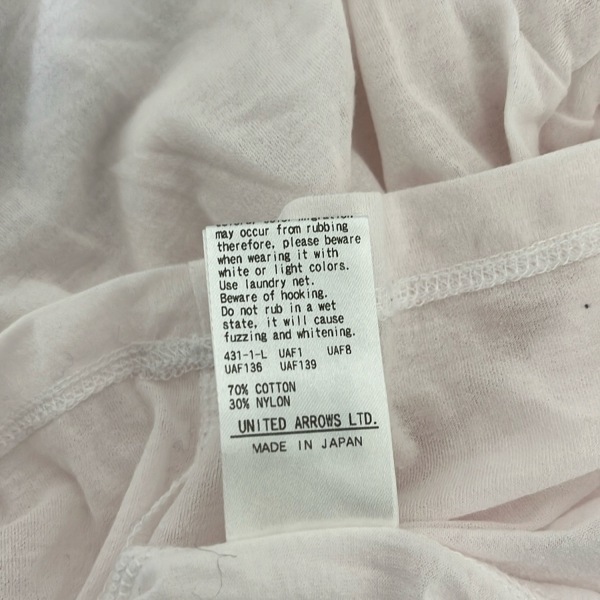 may occur from rubbing
therefore, please beware
when wearing it with
white or light colors.
Use laundry net.
Beware of hooking.
Do not rub in a wet
state, it will cause
fuzzing and whitening.
431-1-L UAF1 UAF8
UAF136 UAF139
70% COTTON
30% NYLON
UNITED ARROWS LTD.
MADE IN JAPAN